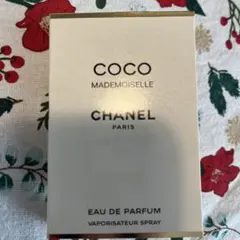 COCO
MADEMOISELLE
CHANEL
PARIS
EAU DE PARFUM
VAPORISATEUR SPRAY